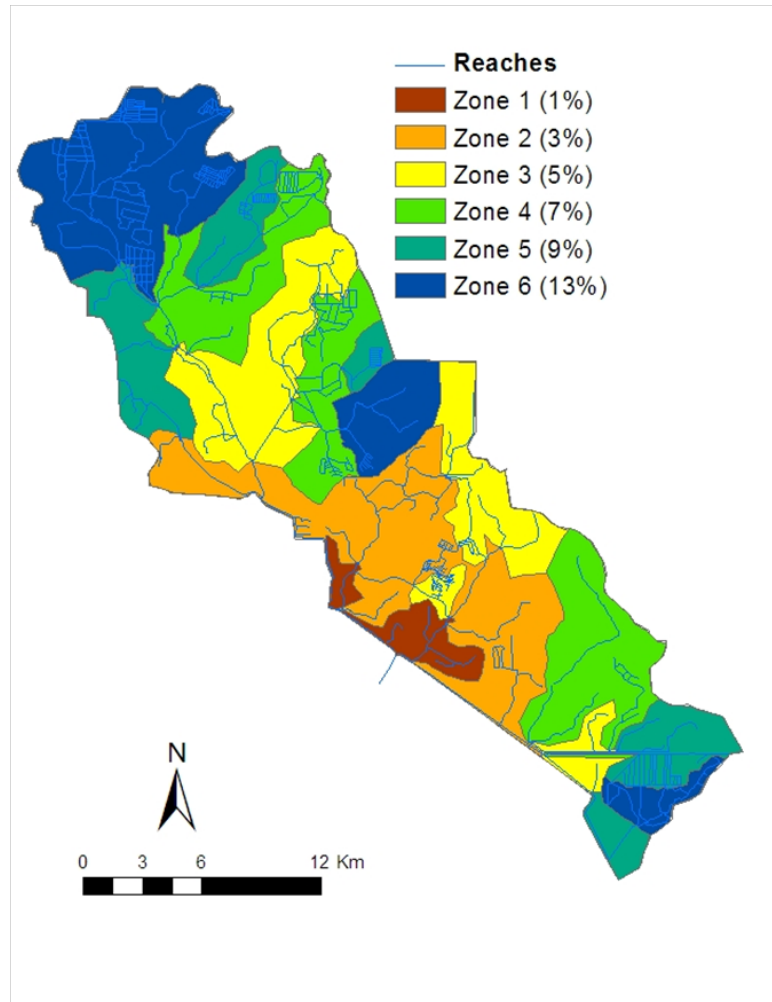 Reaches
Zone 1 (1%)
Zone 2 (3%)
Zone 3 (5%)
Zone 4 (7%)
Zone 5 (9%)
Zone 6 (13%)
N
0 3 6 12 Km